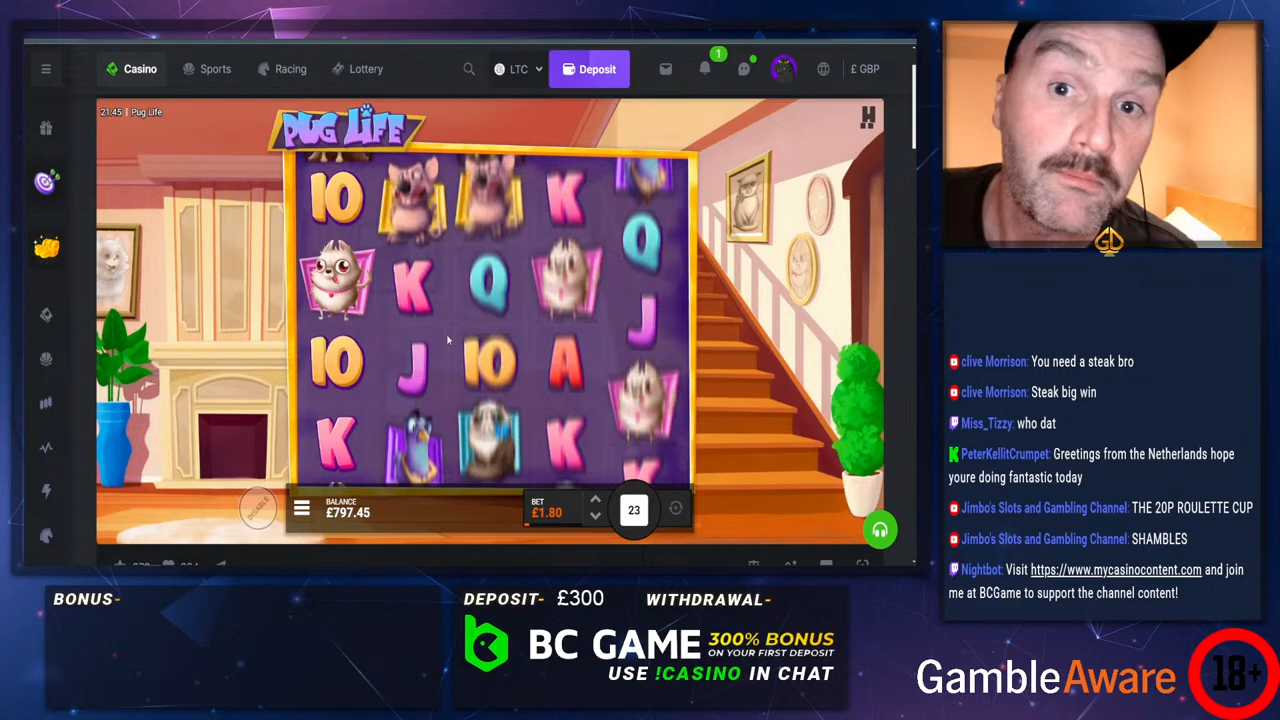 Casino
Sports
Racing
Lottery
LTC
Deposit
1
£ GBP
21:45 | Pug Life
PUG LIFE
10
K
K
Q
Q
10
J
10
A
J
K
K
K
DISABLE
BALANCE
£797.45
BET
£1.80
23
GD
clive Morrison: You need a steak bro
clive Morrison: Steak big win
Miss_Tizzy: who dat
PeterKellitCrumpet: Greetings from the Netherlands hope
youre doing fantastic today
Jimbo's Slots and Gambling Channel: THE 20P ROULETTE CUP
Jimbo's Slots and Gambling Channel: SHAMBLES
Nightbot: Visit https://www.mycasinocontent.com and join
me at BCGame to support the channel content!
BONUS-
DEPOSIT- £300
WITHDRAWAL-
BC GAME
300% BONUS
ON YOUR FIRST DEPOSIT
USE !CASINO IN CHAT
GambleAware
18+